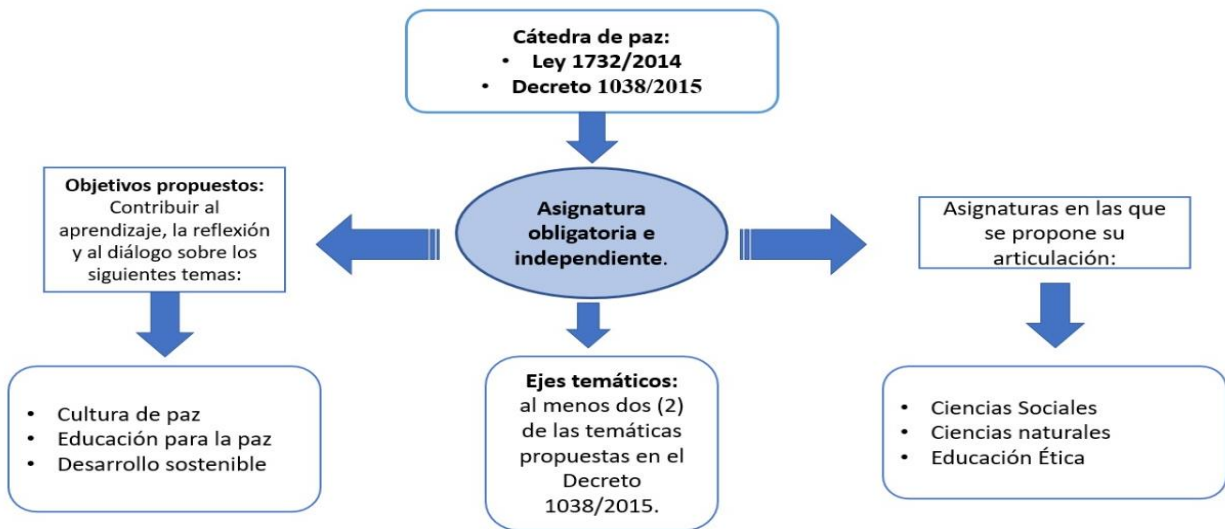 Cátedra de paz:
• Ley 1732/2014
• Decreto 1038/2015
Objetivos propuestos:
Contribuir al
aprendizaje, la reflexión
y al diálogo sobre los
siguientes temas:
Asignatura
obligatoria e
independiente.
Asignaturas en las que
se propone su
articulación:
• Cultura de paz
• Educación para la paz
• Desarrollo sostenible
Ejes temáticos:
al menos dos (2)
de las temáticas
propuestas en el
Decreto
1038/2015.
• Ciencias Sociales
• Ciencias naturales
• Educación Ética